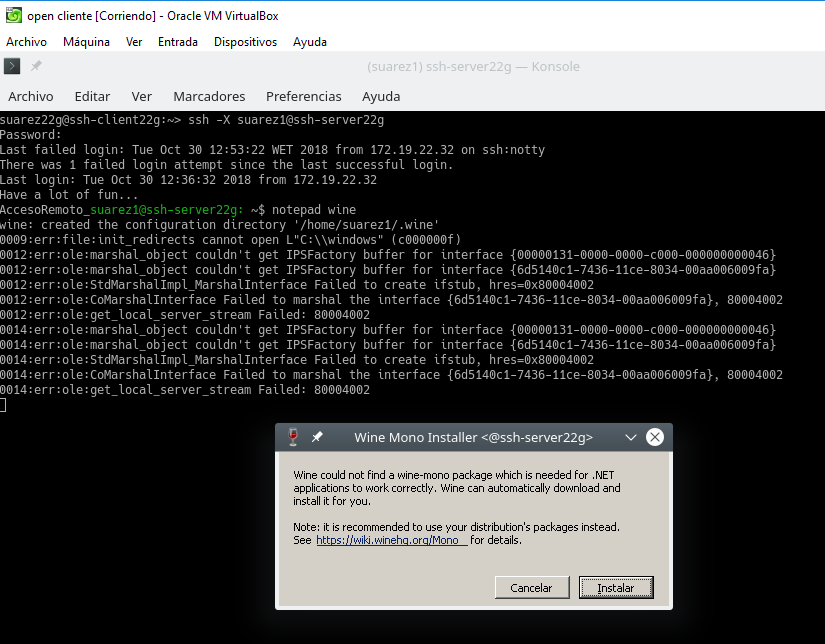 open cliente [Corriendo] - Oracle VM VirtualBox
Archivo Máquina Ver Entrada Dispositivos Ayuda
(suarez1) ssh-server22g — Konsole
Archivo Editar Ver Marcadores Preferencias Ayuda
suarez22g@ssh-client22g:~> ssh -X suarez1@ssh-server22g
Password:
Last failed login: Tue Oct 30 12:53:22 WET 2018 from 172.19.22.32 on ssh:notty
There was 1 failed login attempt since the last successful login.
Last login: Tue Oct 30 12:36:32 2018 from 172.19.22.32
Have a lot of fun...
AccesoRemoto_suarez1@ssh-server22g: ~$ notepad wine
wine: created the configuration directory '/home/suarez1/.wine'
0009:err:file:init_redirects cannot open L"C:\\windows" (c000000f)
0012:err:ole:marshal_object couldn't get IPSFactory buffer for interface {00000131-0000-0000-c000-000000000046}
0012:err:ole:marshal_object couldn't get IPSFactory buffer for interface {6d5140c1-7436-11ce-8034-00aa006009fa}
0012:err:ole:StdMarshalImpl_MarshalInterface Failed to create ifstub, hres=0x80004002
0012:err:ole:CoMarshalInterface Failed to marshal the interface {6d5140c1-7436-11ce-8034-00aa006009fa}, 80004002
0012:err:ole:get_local_server_stream Failed: 80004002
0014:err:ole:marshal_object couldn't get IPSFactory buffer for interface {00000131-0000-0000-c000-000000000046}
0014:err:ole:marshal_object couldn't get IPSFactory buffer for interface {6d5140c1-7436-11ce-8034-00aa006009fa}
0014:err:ole:StdMarshalImpl_MarshalInterface Failed to create ifstub, hres=0x80004002
0014:err:ole:CoMarshalInterface Failed to marshal the interface {6d5140c1-7436-11ce-8034-00aa006009fa}, 80004002
0014:err:ole:get_local_server_stream Failed: 80004002
Wine Mono Installer <@ssh-server22g>
Wine could not find a wine-mono package which is needed for .NET
applications to work correctly. Wine can automatically download and
install it for you.
Note: it is recommended to use your distribution's packages instead.
See https://wiki.winehq.org/Mono for details.
Cancelar Instalar